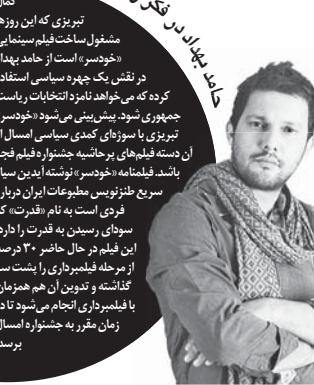 حامد بهداد در فکر
تبریزی که این روزها
مشغول ساخت فیلم سینمایی
«خودسر» است از حامد بهداد
در نقش یک چهره سیاسی استفاده
کرده که می‌خواهد نامزد انتخابات ریاست
جمهوری شود. پیش‌بینی می‌شود «خودسر»
تبریزی با سوژه‌ای کمدی سیاسی امسال از
آن دسته فیلم‌های پر حاشیه جشنواره فیلم فجر
باشد. فیلمنامه «خودسر» نوشته آیدین سیار
سریع طنزنویس مطبوعات ایران درباره
فردی است به نام «قدرت» که
سودای رسیدن به قدرت را دارد.
این فیلم در حال حاضر ۳۰ درصد
از مرحله فیلمبرداری را پشت سر
گذاشته و تدوین آن هم همزمان
با فیلمبرداری انجام می‌شود تا در
زمان مقرر به جشنواره امسال
برسد